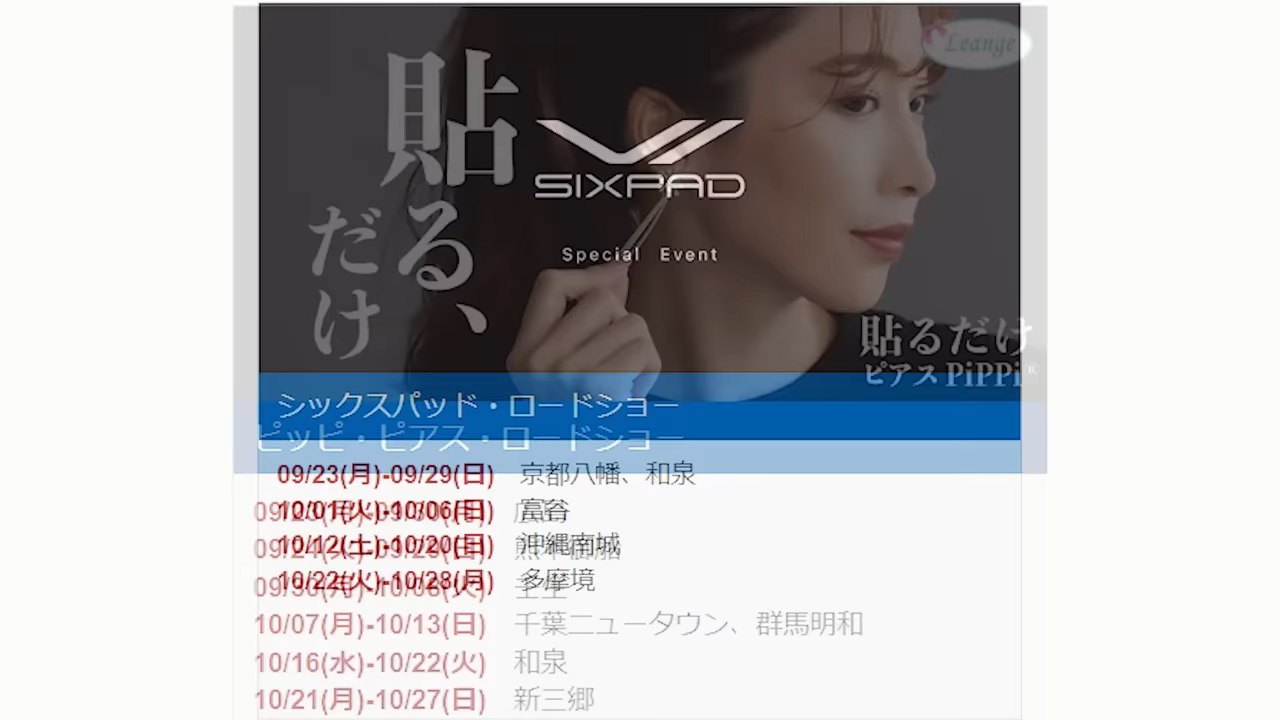 Leange
貼る、
だけ
SIXPAD
Special Event
貼るだけ
ピアス PiPPi
シックスパッド・ロードショー
ピッピ・ピアス・ロードショー
09/23(月)-09/29(日) 京都八幡、和泉
10/01(火)-10/06(日) 富谷
10/12(土)-10/20(日) 沖縄南城
10/22(火)-10/28(月) 多摩境
10/07(月)-10/13(日) 千葉ニュータウン、群馬明和
10/16(水)-10/22(火) 和泉
10/21(月)-10/27(日) 新三郷